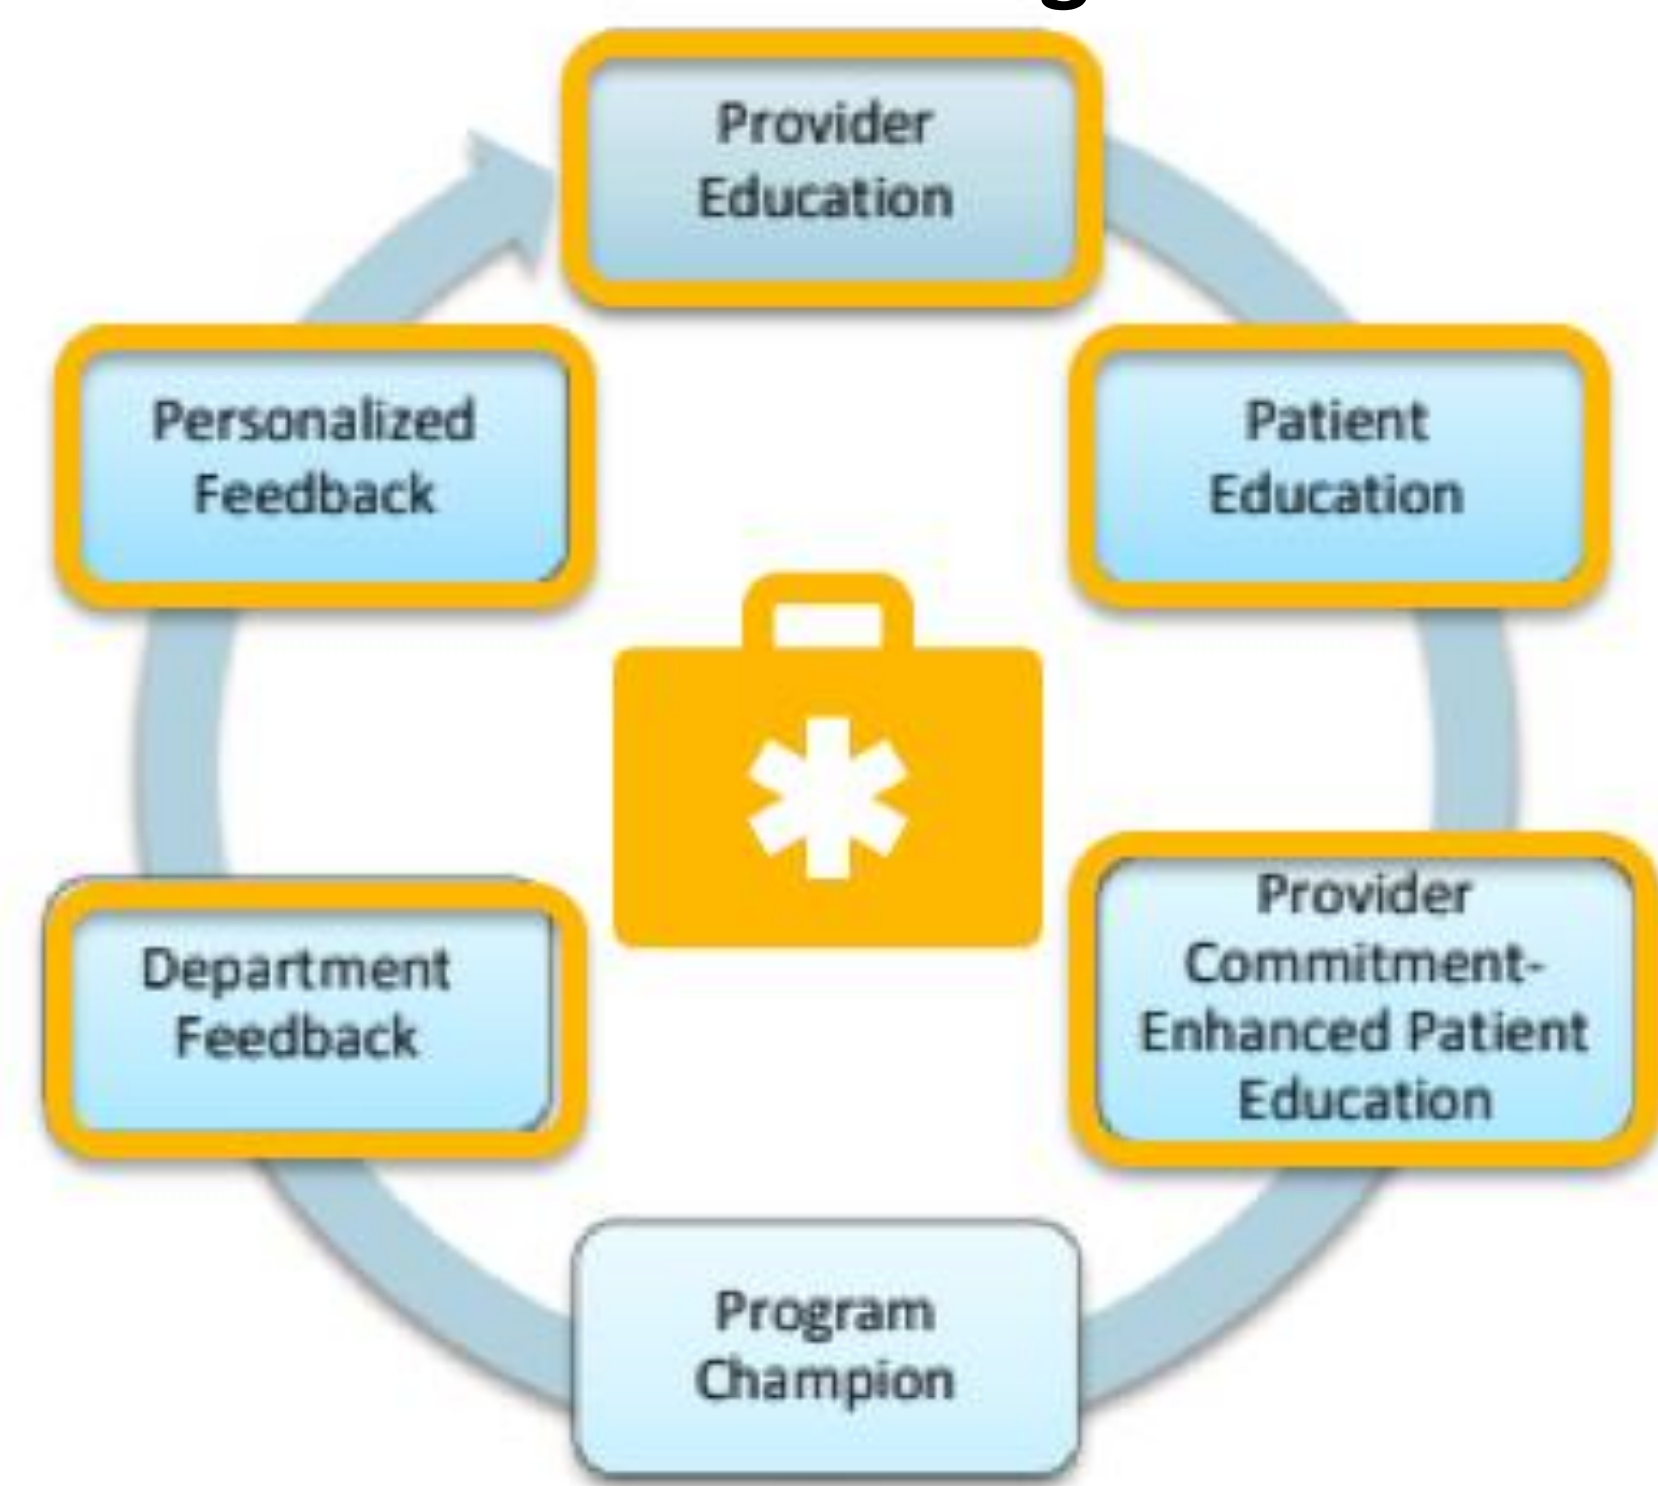 Provider
Education
Patient
Education
Provider
Commitment-
Enhanced Patient
Education
Program
Champion
Department
Feedback
Personalized
Feedback